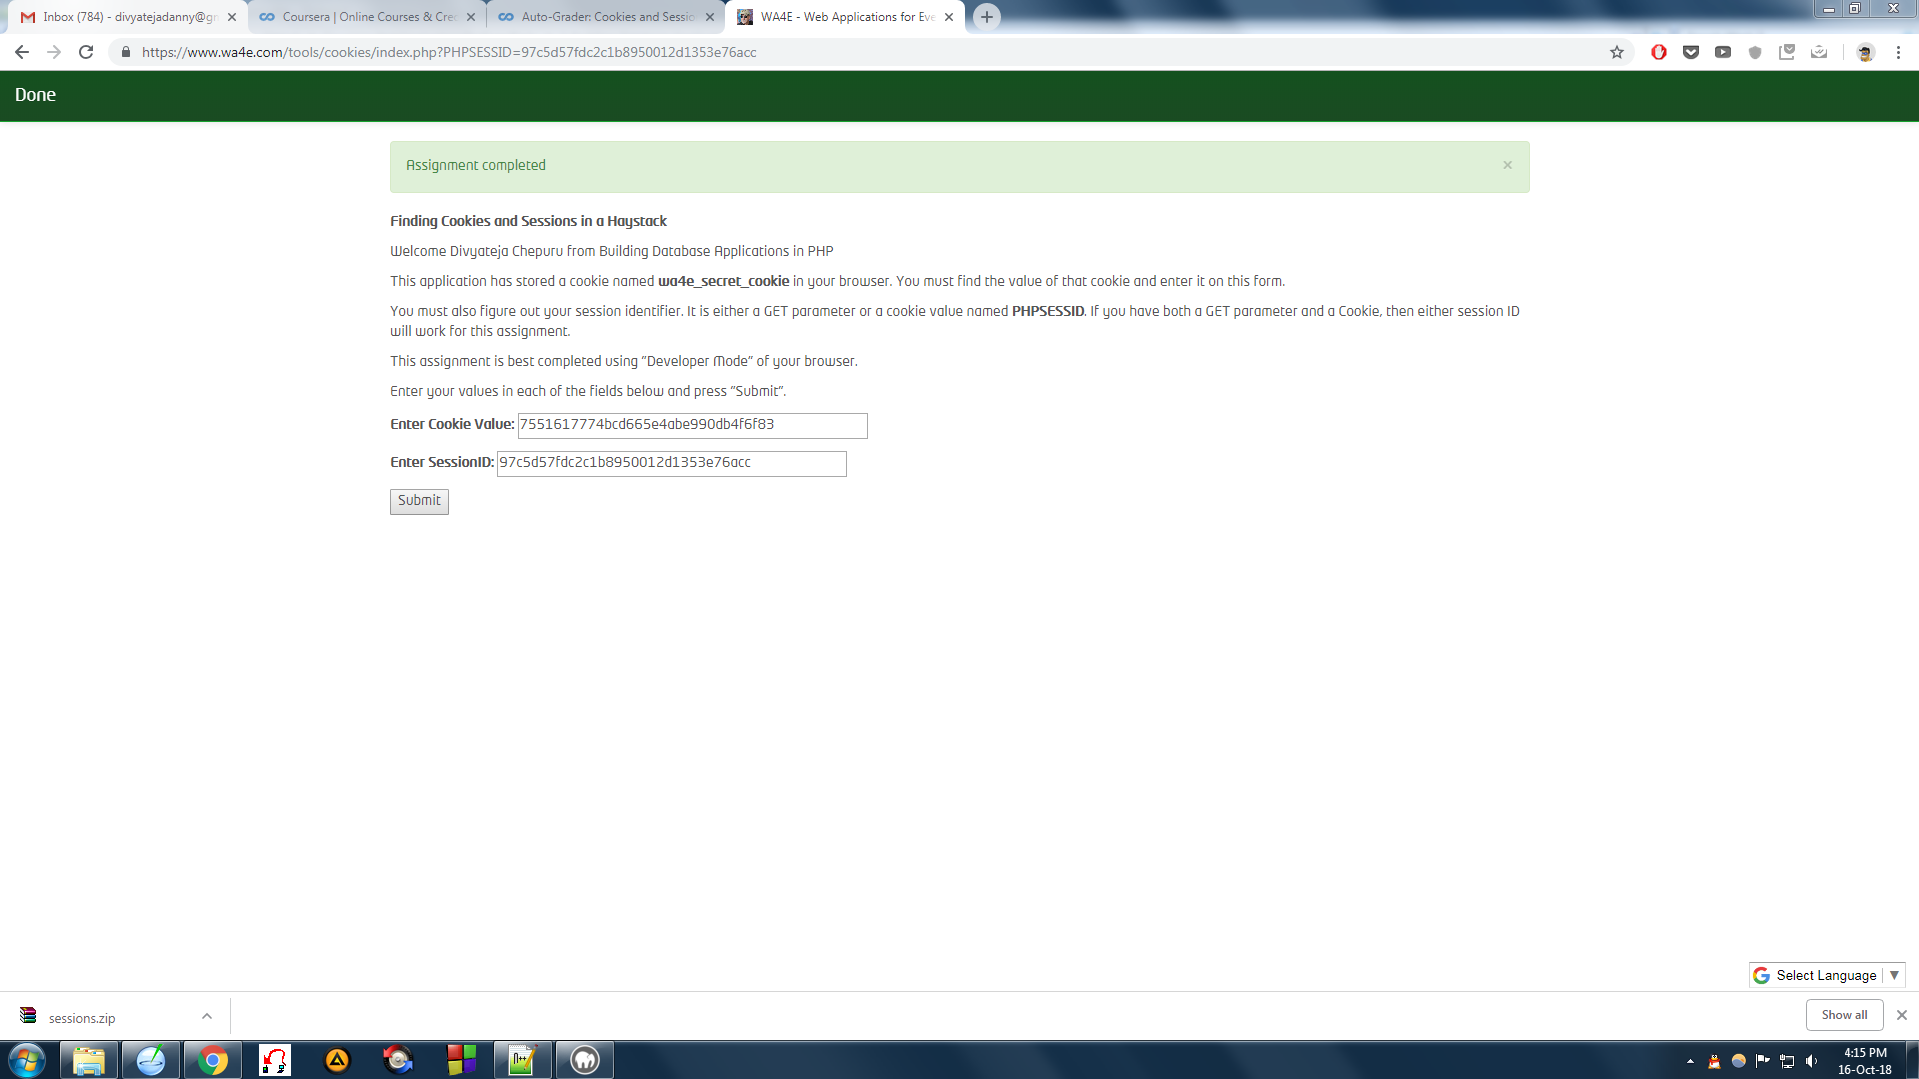 Inbox (784) - divyatejadanny@gm
Coursera | Online Courses & Cred
Auto-Grader: Cookies and Sessio
WA4E - Web Applications for Eve
https://www.wa4e.com/tools/cookies/index.php?PHPSESSID=97c5d57fdc2c1b8950012d1353e76acc
Done
Assignment completed ×
Finding Cookies and Sessions in a Haystack
Welcome Divyateja Chepuru from Building Database Applications in PHP
This application has stored a cookie named wa4e_secret_cookie in your browser. You must find the value of that cookie and enter it on this form.
You must also figure out your session identifier. It is either a GET parameter or a cookie value named PHPSESSID. If you have both a GET parameter and a Cookie, then either session ID
will work for this assignment.
This assignment is best completed using "Developer Mode" of your browser.
Enter your values in each of the fields below and press "Submit".
Enter Cookie Value: 7551617774bcd665e4abe990db4f6f83
Enter SessionID: 97c5d57fdc2c1b8950012d1353e76acc
Submit
Select Language ▼
sessions.zip
Show all
4:15 PM
16-Oct-18